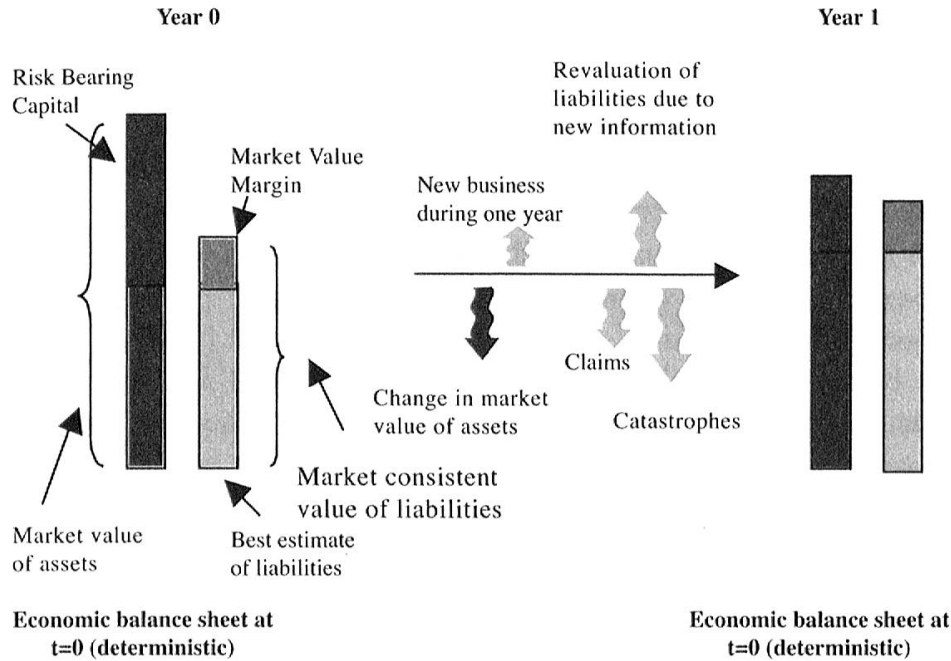 Year 0
Year 1
Risk Bearing
Capital
Market Value
Margin
New business
during one year
Revaluation of
liabilities due to
new information
Claims
Change in market
value of assets
Catastrophes
Market consistent
value of liabilities
Market value
of assets
Best estimate
of liabilities
Economic balance sheet at
t=0 (deterministic)
Economic balance sheet at
t=0 (deterministic)